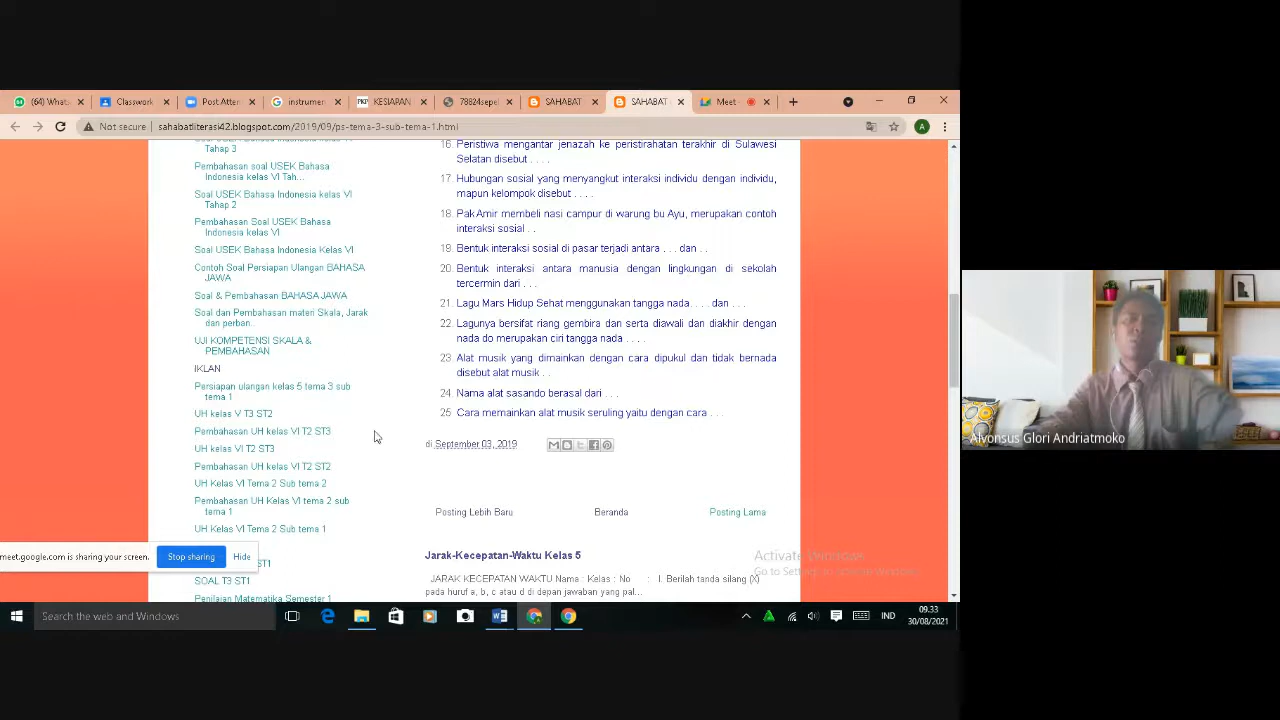 (64) What:
Classwork
Post Atter
instrumer
PKP KESIAPAN
78824sepel
SAHABAT
SAHABAT
Meet
Not secure
sahabatliterasi42.blogspot.com/2019/09/ps-tema-3-sub-tema-1.html
A
Tahap 3
Pembahasan soal USEK Bahasa
Indonesia kelas VI Tah...
Soal USEK Bahasa Indonesia kelas VI
Tahap 2
Pembahasan Soal USEK Bahasa
Indonesia kelas VI
Soal USEK Bahasa Indonesia Kelas VI
Contoh Soal Persiapan Ulangan BAHASA
JAWA
Soal & Pembahasan BAHASA JAWA
Soal dan Pembahasan materi Skala, Jarak
dan perban...
UJI KOMPETENSI SKALA &
PEMBAHASAN
IKLAN
Persiapan ulangan kelas 5 tema 3 sub
tema 1
UH kelas V T3 ST2
Pembahasan UH kelas VI T2 ST3
UH kelas VI T2 ST3
Pembahasan UH kelas VI T2 ST2
UH Kelas VI Tema 2 Sub tema 2
Pembahasan UH Kelas VI tema 2 sub
tema 1
UH Kelas VI Tema 2 Sub tema 1
ST1
SOAL T3 ST1
Penilaian Matematika Semester 1
16. Peristiwa mengantar jenazah ke peristirahatan terakhir di Sulawesi
Selatan disebut . . . .
17. Hubungan sosial yang menyangkut interaksi individu dengan individu,
mapun kelompok disebut . . . .
18. Pak Amir membeli nasi campur di warung bu Ayu, merupakan contoh
interaksi sosial . .
19. Bentuk interaksi sosial di pasar terjadi antara . . . dan . .
20. Bentuk interaksi antara manusia dengan lingkungan di sekolah
tercermin dari . . .
21. Lagu Mars Hidup Sehat menggunakan tangga nada. . . . dan . . .
22. Lagunya bersifat riang gembira dan serta diawali dan diakhir dengan
nada do merupakan ciri tangga nada . . . .
23. Alat musik yang dimainkan dengan cara dipukul dan tidak bernada
disebut alat musik . .
24. Nama alat sasando berasal dari . . .
25. Cara memainkan alat musik seruling yaitu dengan cara . . .
di September 03, 2019
Posting Lebih Baru
Beranda
Posting Lama
Jarak-Kecepatan-Waktu Kelas 5
JARAK KECEPATAN WAKTU Nama : Kelas : No : I. Berilah tanda silang (X)
pada huruf a, b, c atau d di depan jawaban yang pal...
Activate Windows
Go to Settings to activate Windows.
meet.google.com is sharing your screen.
Stop sharing
Hide
Search the web and Windows
IND
09.33
30/08/2021
Alvonsus Glori Andriatmoko